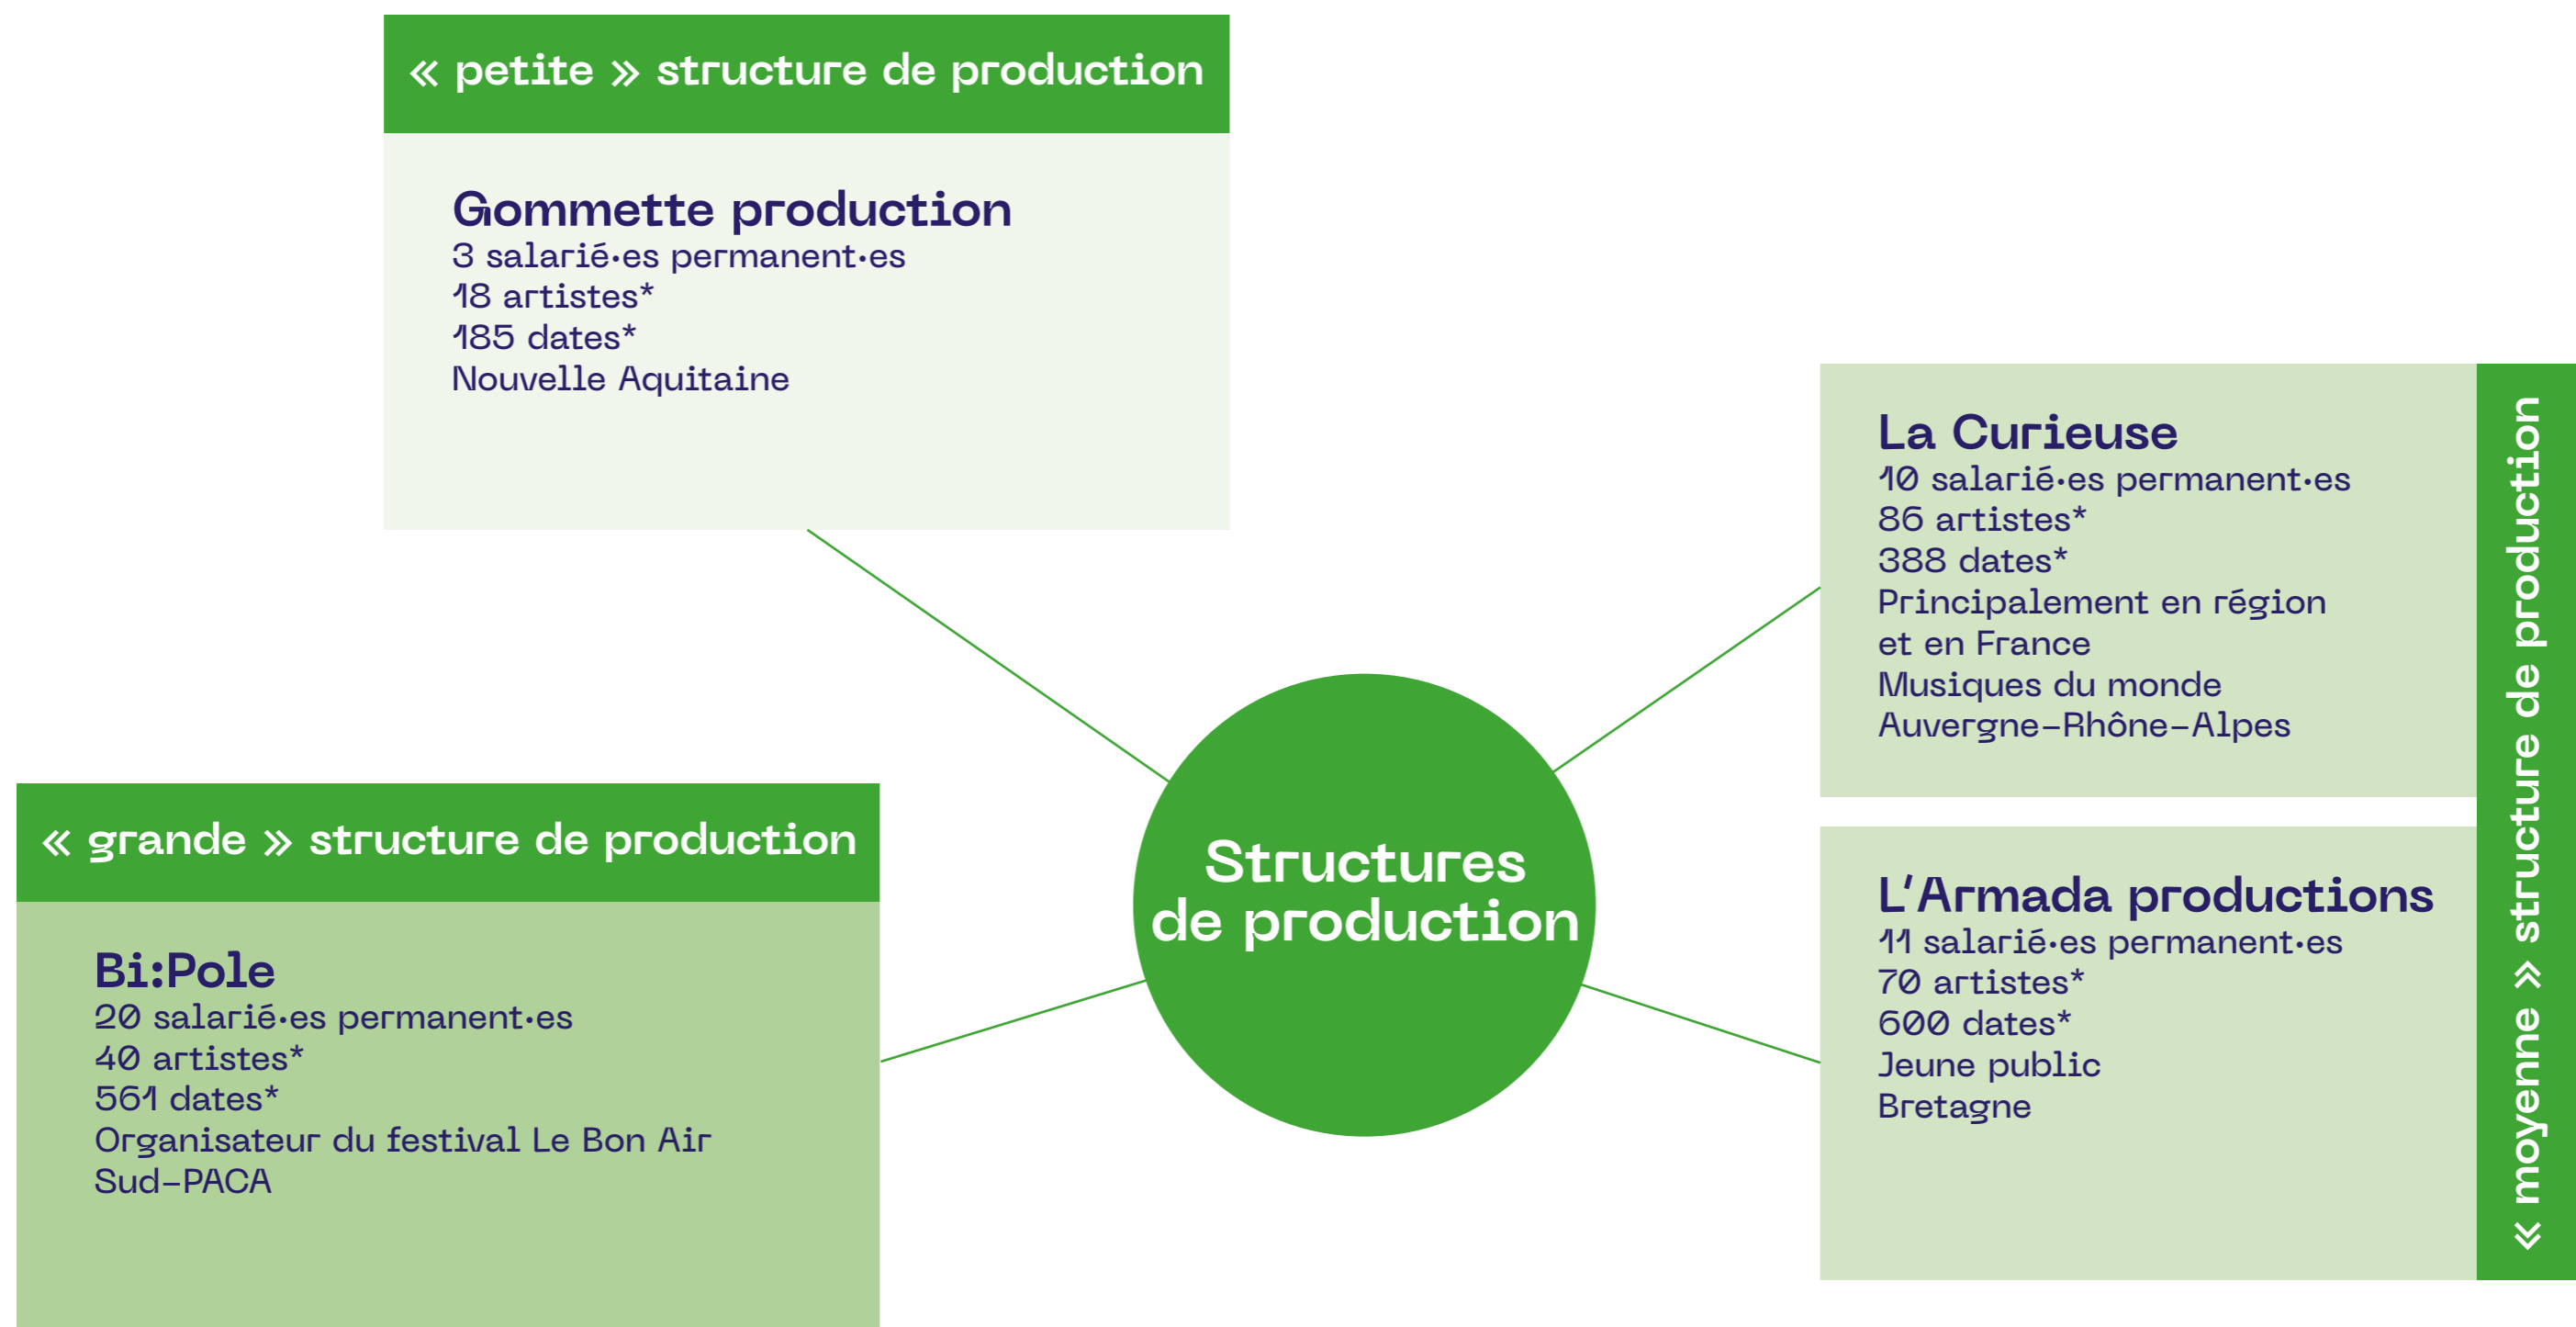 « petite » structure de production
Gommette production
3 salarié·es permanent·es
18 artistes*
185 dates*
Nouvelle Aquitaine
La Curieuse
10 salarié·es permanent·es
86 artistes*
388 dates*
Principalement en région
et en France
Musiques du monde
Auvergne-Rhône-Alpes
« moyenne » structure de production
« grande » structure de production
Bi:Pole
20 salarié·es permanent·es
40 artistes*
561 dates*
Organisateur du festival Le Bon Air
Sud-PACA
Structures
de production
L'Armada productions
11 salarié·es permanent·es
70 artistes*
600 dates*
Jeune public
Bretagne